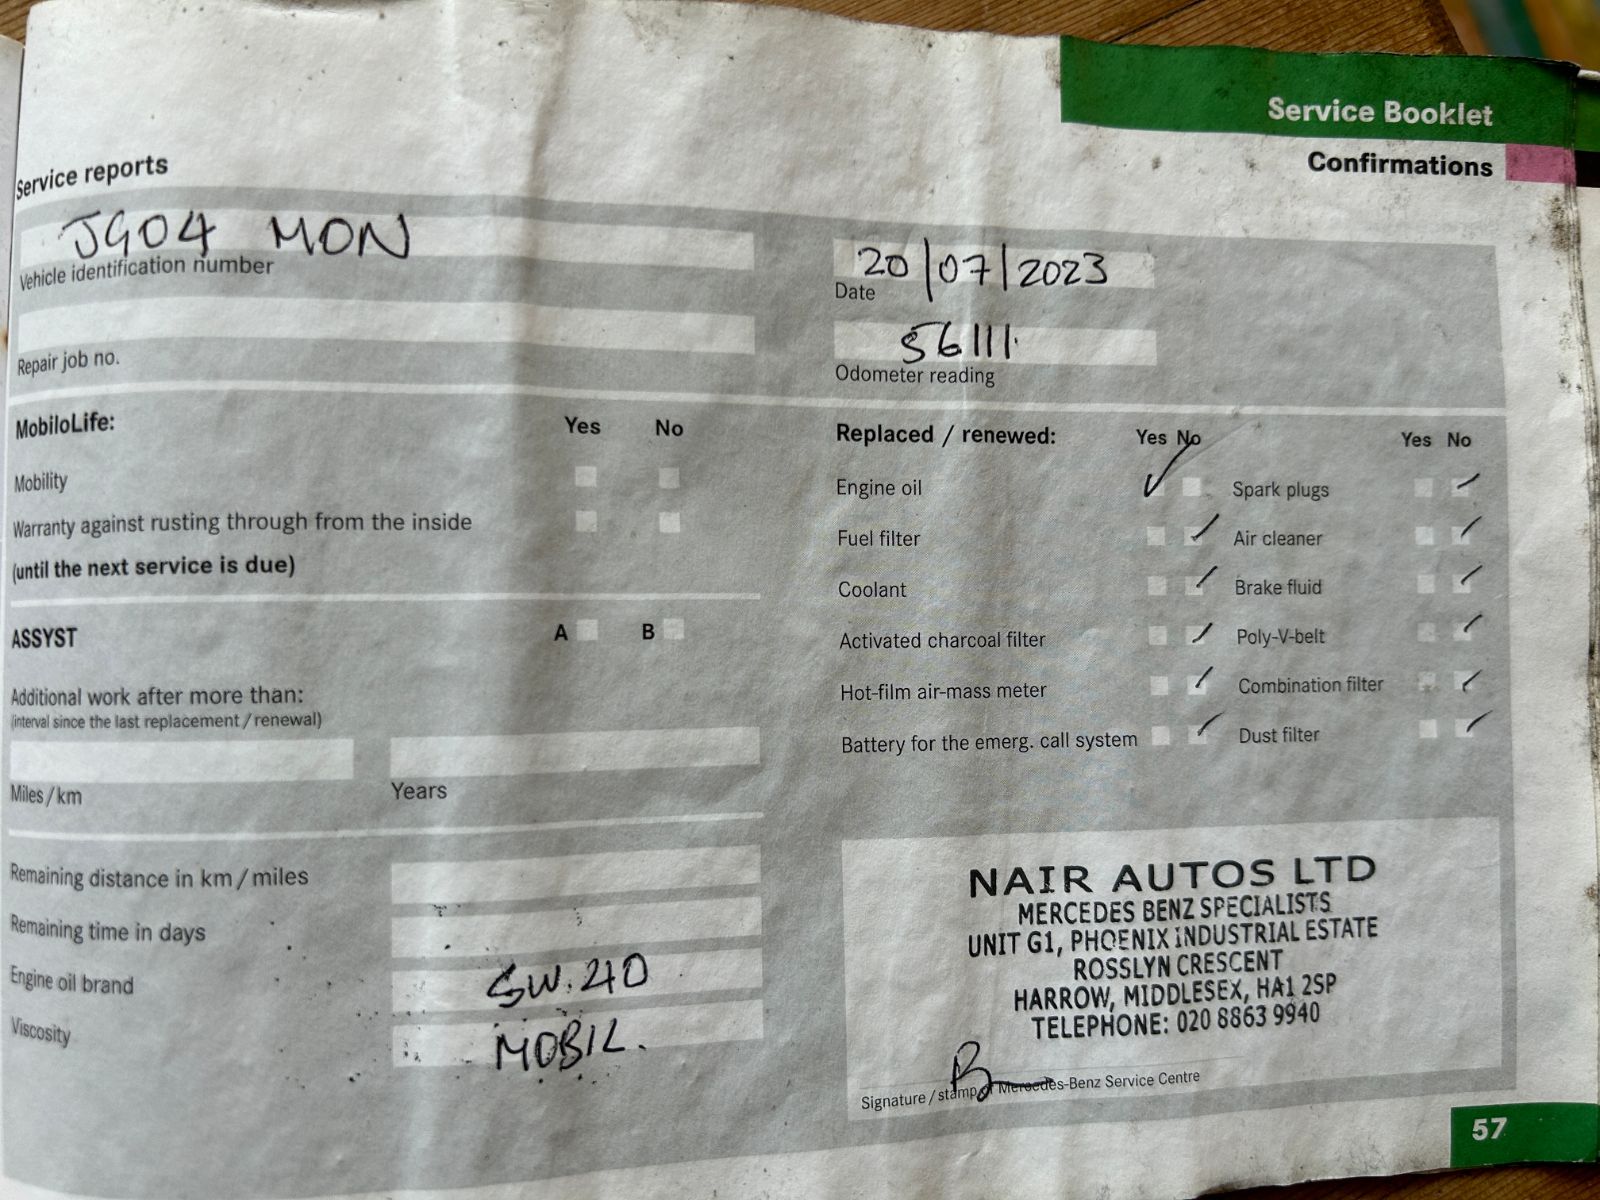 Service Booklet
Confirmations
Service reports
JG04 MON
Vehicle identification number
20/07/2023
Date
Repair job no.
56111.
Odometer reading
MobiloLife:
Yes No
Mobility
Warranty against rusting through from the inside
(until the next service is due)
ASSYST
A B
Additional work after more than:
(interval since the last replacement / renewal)
Miles / km
Years
Remaining distance in km / miles
Remaining time in days
Engine oil brand
5W.40
Viscosity
MOBIL.
Replaced / renewed:
Yes No
Yes No
Engine oil
Spark plugs
Fuel filter
Air cleaner
Coolant
Brake fluid
Activated charcoal filter
Poly-V-belt
Hot-film air-mass meter
Combination filter
Battery for the emerg. call system
Dust filter
NAIR AUTOS LTD
MERCEDES BENZ SPECIALISTS
UNIT G1, PHOENIX INDUSTRIAL ESTATE
ROSSLYN CRESCENT
HARROW, MIDDLESEX, HA1 2SP
TELEPHONE: 020 8863 9940
Signature / stamp of Mercedes-Benz Service Centre
57